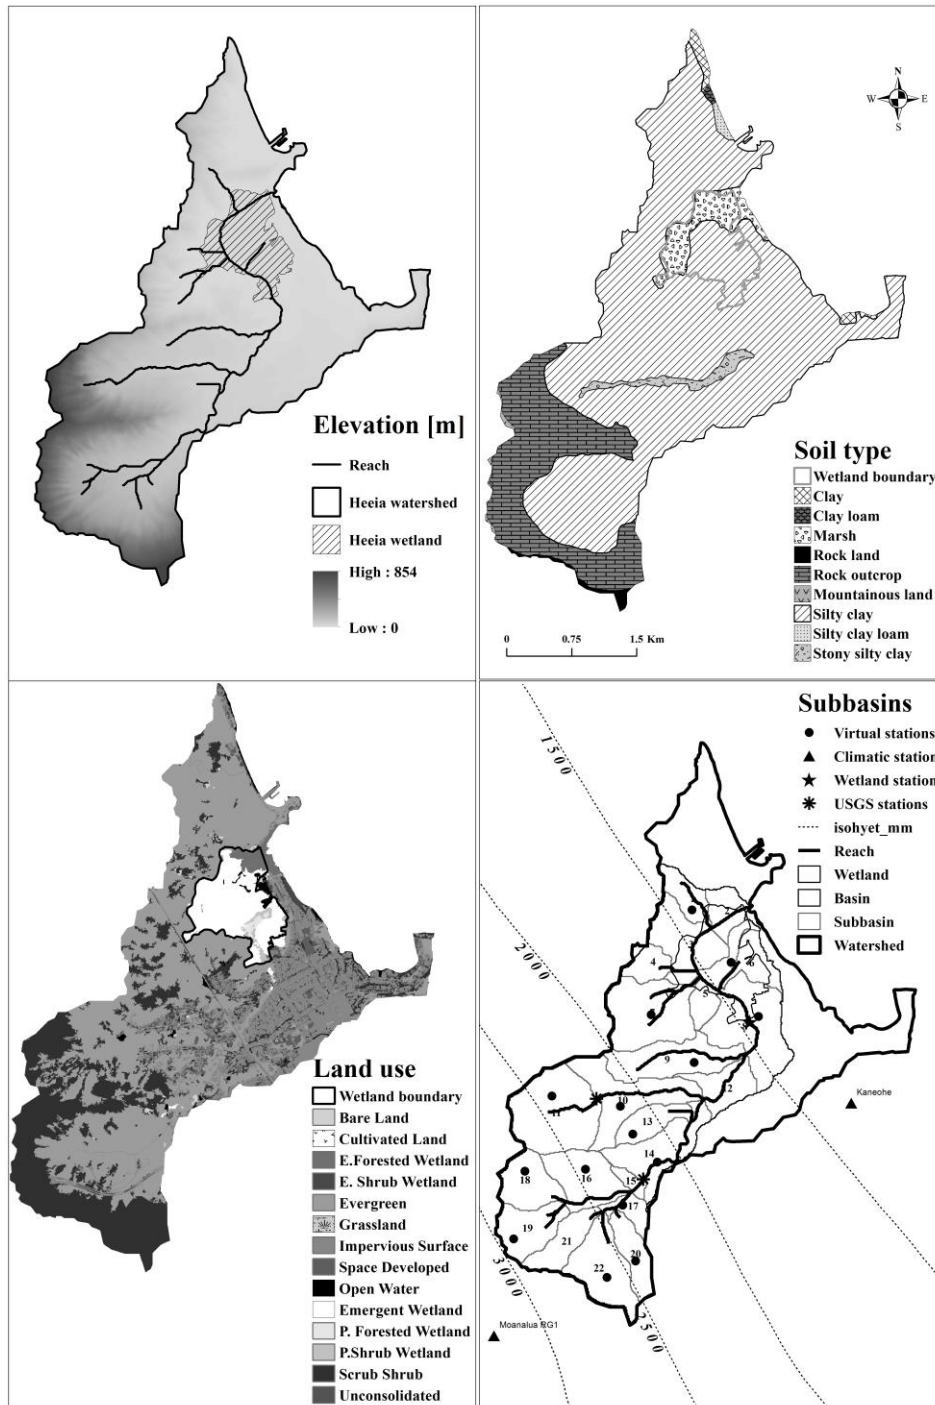 Elevation [m]
Reach
Heeia watershed
Heeia wetland
High : 854
Low : 0
N
W E
S
Soil type
Wetland boundary
Clay
Clay loam
Marsh
Rock land
Rock outcrop
Mountainous land
Silty clay
Silty clay loam
Stony silty clay
0 0.75 1.5 Km
Land use
Wetland boundary
Bare Land
Cultivated Land
E.Forested Wetland
E. Shrub Wetland
Evergreen
Grassland
Impervious Surface
Space Developed
Open Water
Emergent Wetland
P. Forested Wetland
P.Shrub Wetland
Scrub Shrub
Unconsolidated
Subbasins
Virtual stations
Climatic station
Wetland station
USGS stations
isohyet_mm
Reach
Wetland
Basin
Subbasin
Watershed
1500
2000
2
4
6
5
9
12
Kaneohe
11
10
13
14
18
16
15
17
19
21
20
22
3000
2500
Moanalua RG1